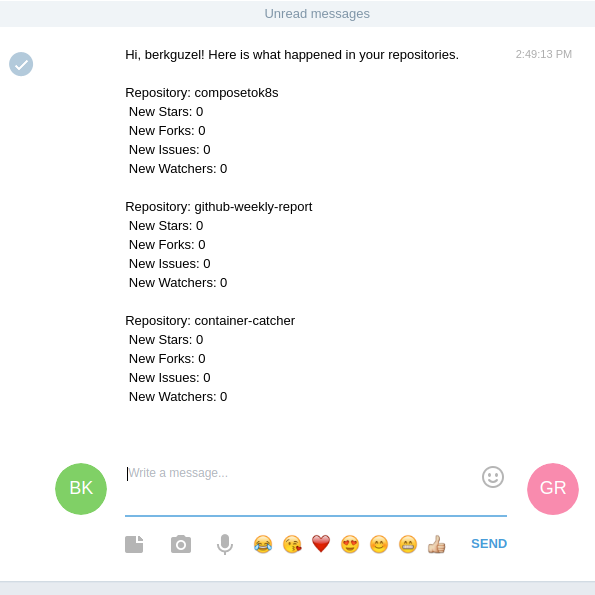 Unread messages
Hi, berkguzel! Here is what happened in your repositories.
2:49:13 PM
Repository: composetok8s
New Stars: 0
New Forks: 0
New Issues: 0
New Watchers: 0
Repository: github-weekly-report
New Stars: 0
New Forks: 0
New Issues: 0
New Watchers: 0
Repository: container-catcher
New Stars: 0
New Forks: 0
New Issues: 0
New Watchers: 0
BK
Write a message...
GR
SEND